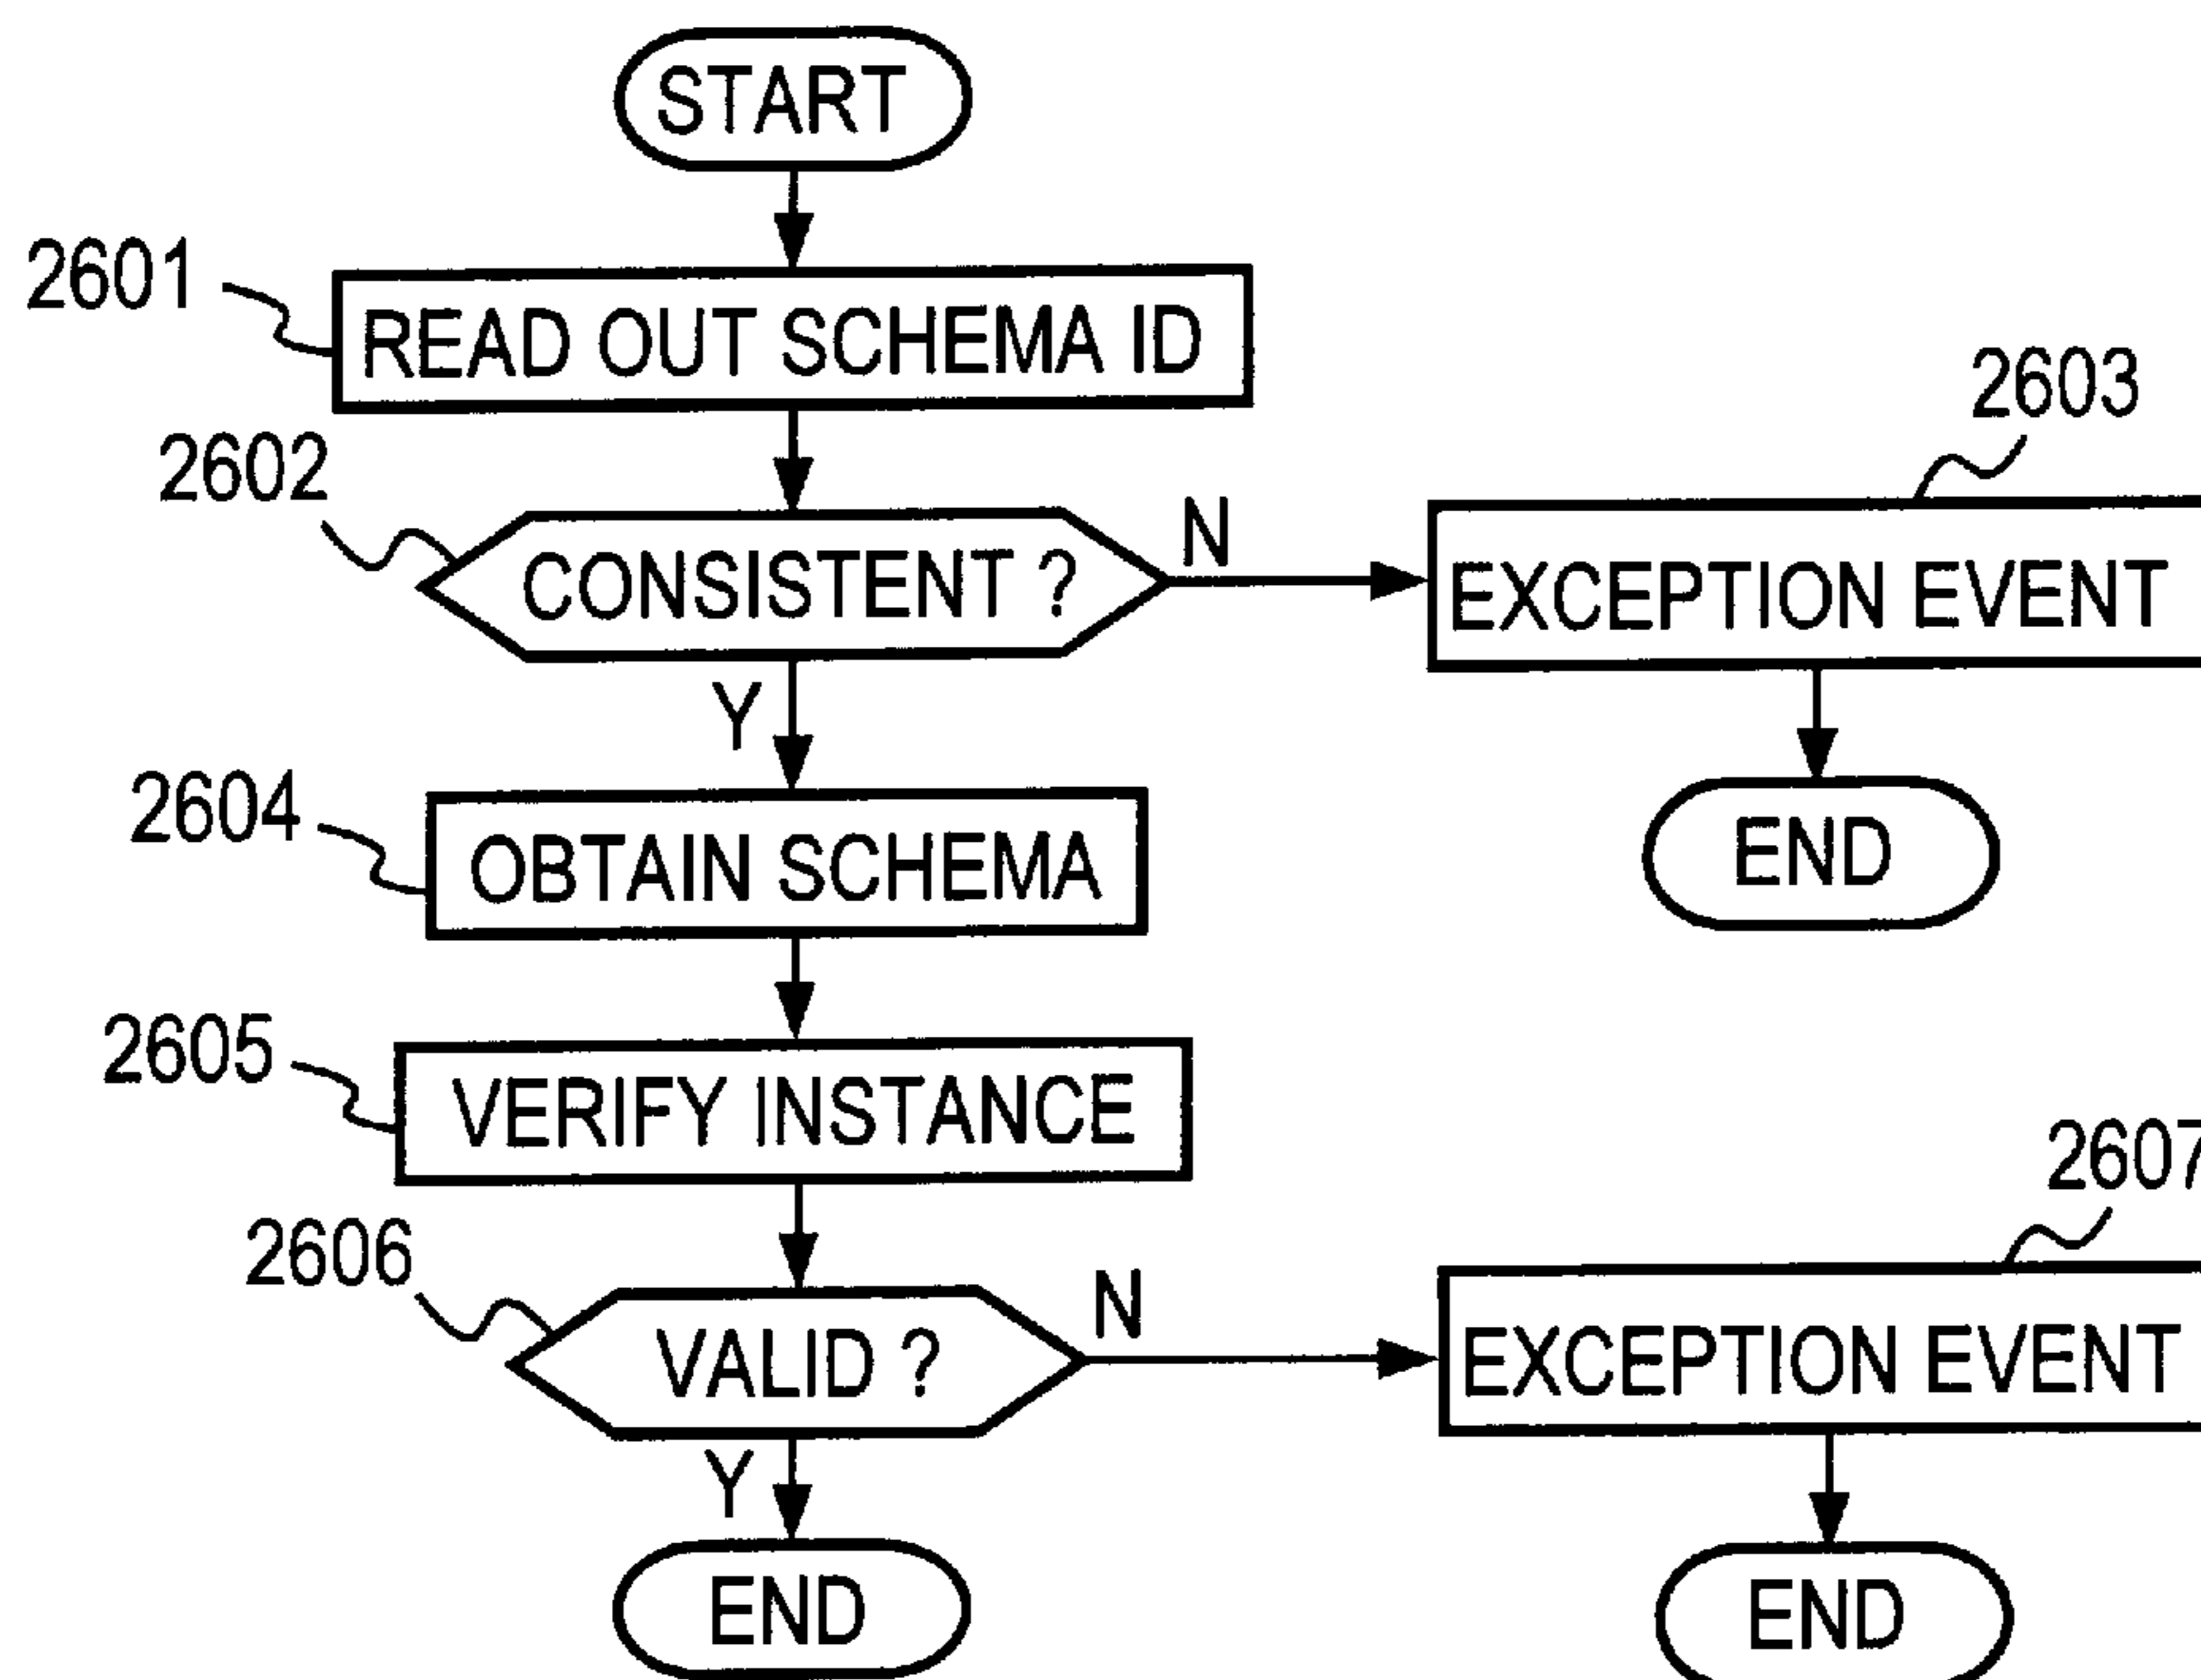 START
2601
READ OUT SCHEMA ID
2602
CONSISTENT ?
N
2603
EXCEPTION EVENT
Y
END
2604
OBTAIN SCHEMA
2605
VERIFY INSTANCE
2606
VALID ?
N
2607
EXCEPTION EVENT
Y
END
END